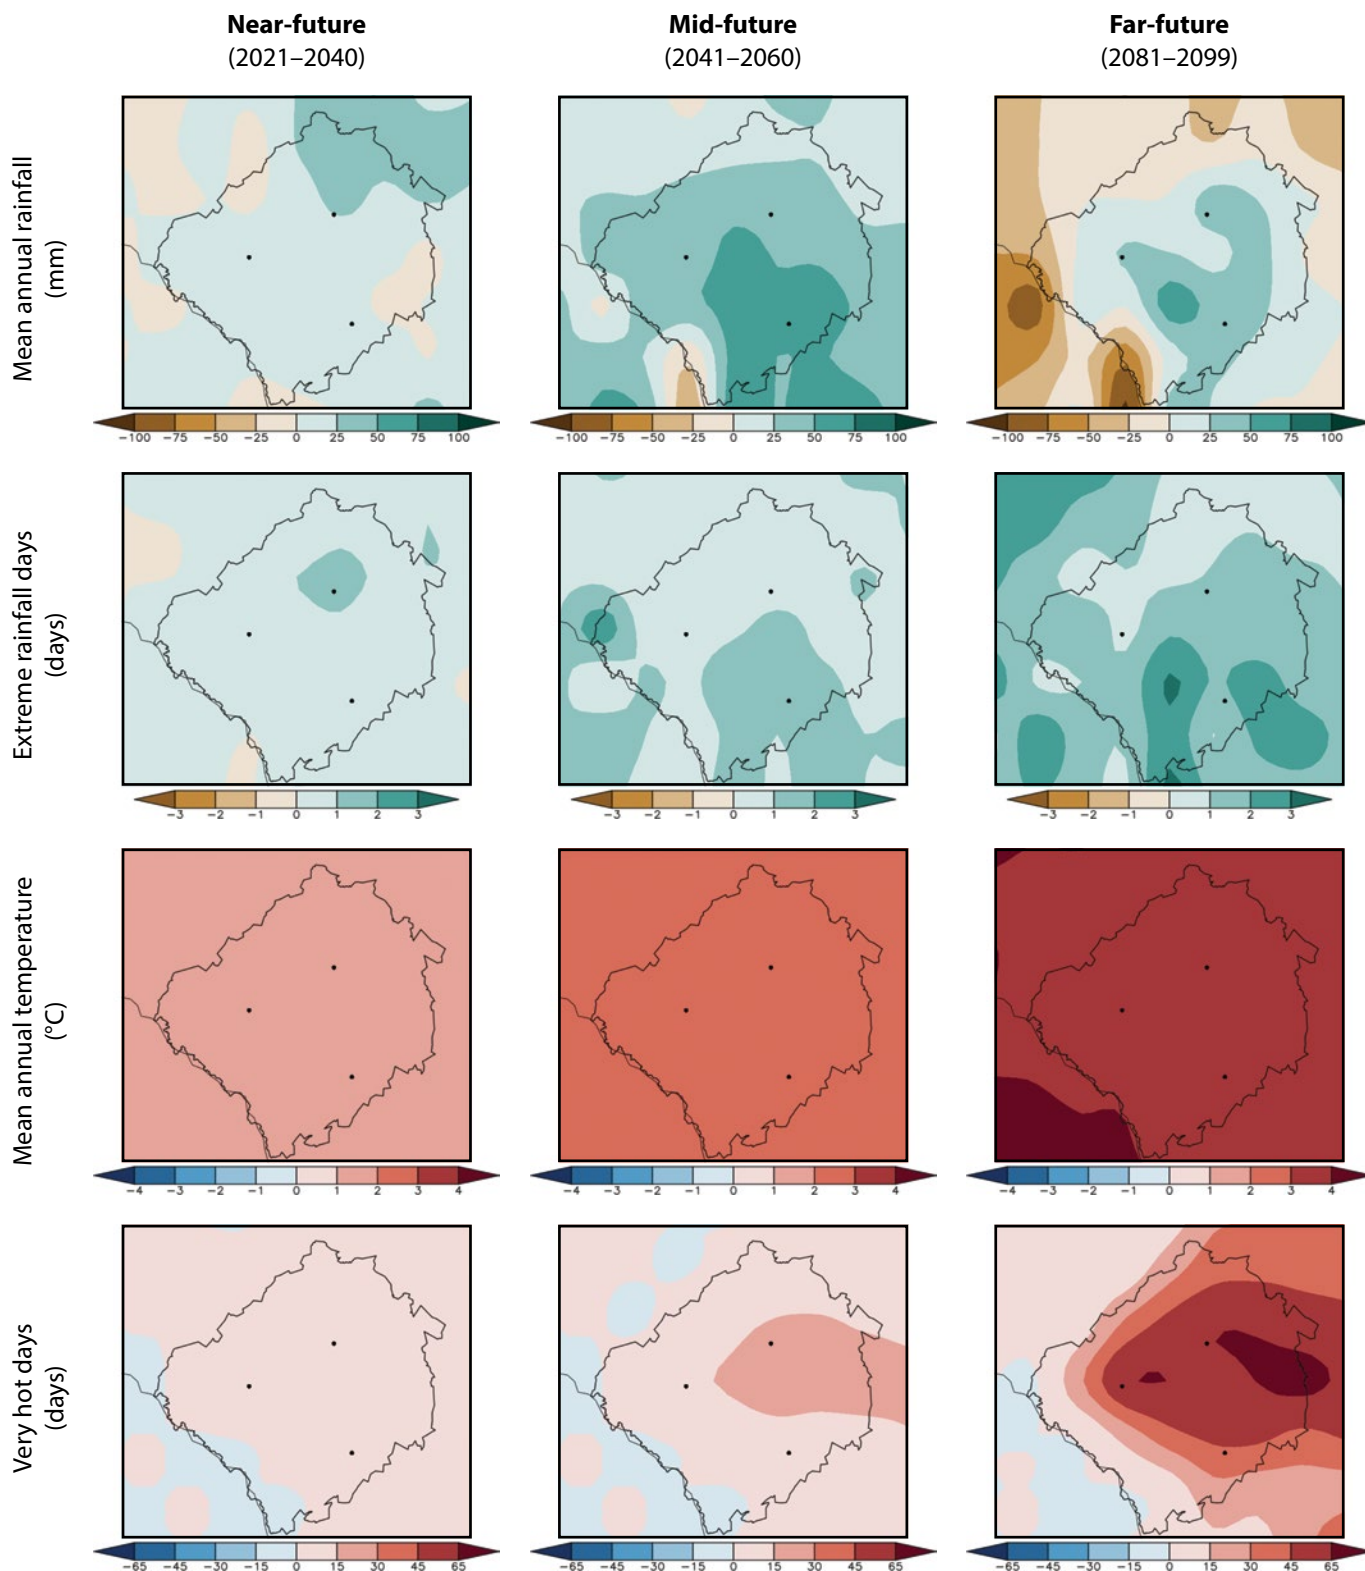 Near-future
(2021–2040)
Mid-future
(2041–2060)
Far-future
(2081–2099)
Mean annual rainfall
(mm)
−100 −75 −50 −25 0 25 50 75 100
−100 −75 −50 −25 0 25 50 75 100
−100 −75 −50 −25 0 25 50 75 100
Extreme rainfall days
(days)
−3 −2 −1 0 1 2 3
−3 −2 −1 0 1 2 3
−3 −2 −1 0 1 2 3
Mean annual temperature
(°C)
−4 −3 −2 −1 0 1 2 3 4
−4 −3 −2 −1 0 1 2 3 4
−4 −3 −2 −1 0 1 2 3 4
Very hot days
(days)
−65 −45 −30 −15 0 15 30 45 65
−65 −45 −30 −15 0 15 30 45 65
−65 −45 −30 −15 0 15 30 45 65